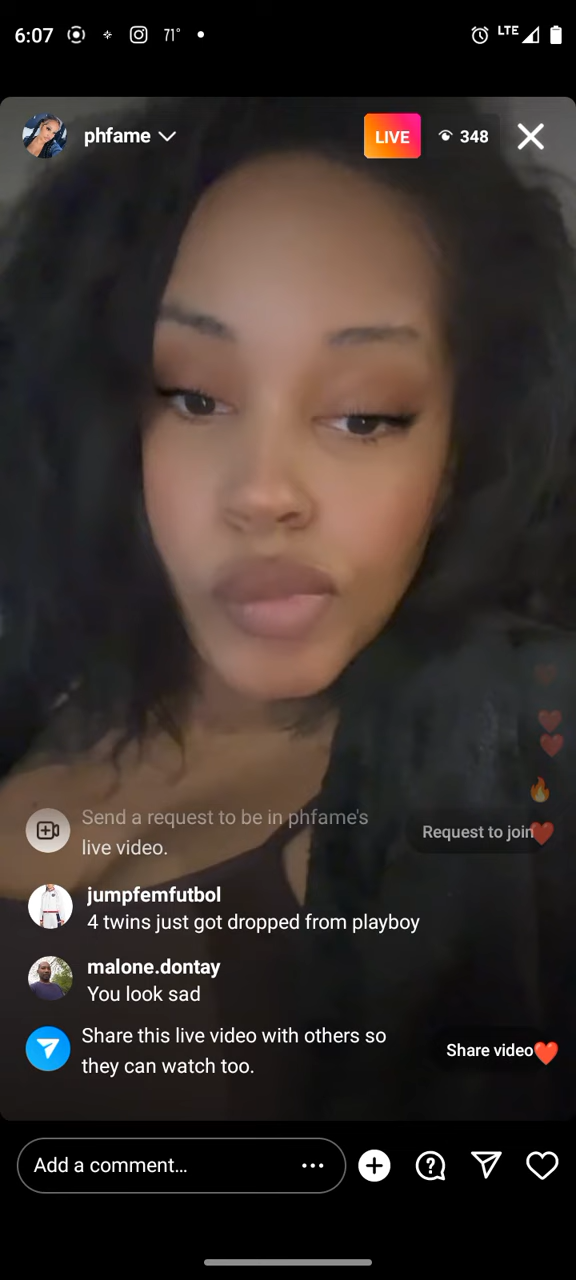 6:07
71°
LTE
phfame
LIVE
348
Send a request to be in phfame's
live video.
Request to join
jumpfemfutbol
4 twins just got dropped from playboy
malone.dontay
You look sad
Share this live video with others so
they can watch too.
Share video
Add a comment...